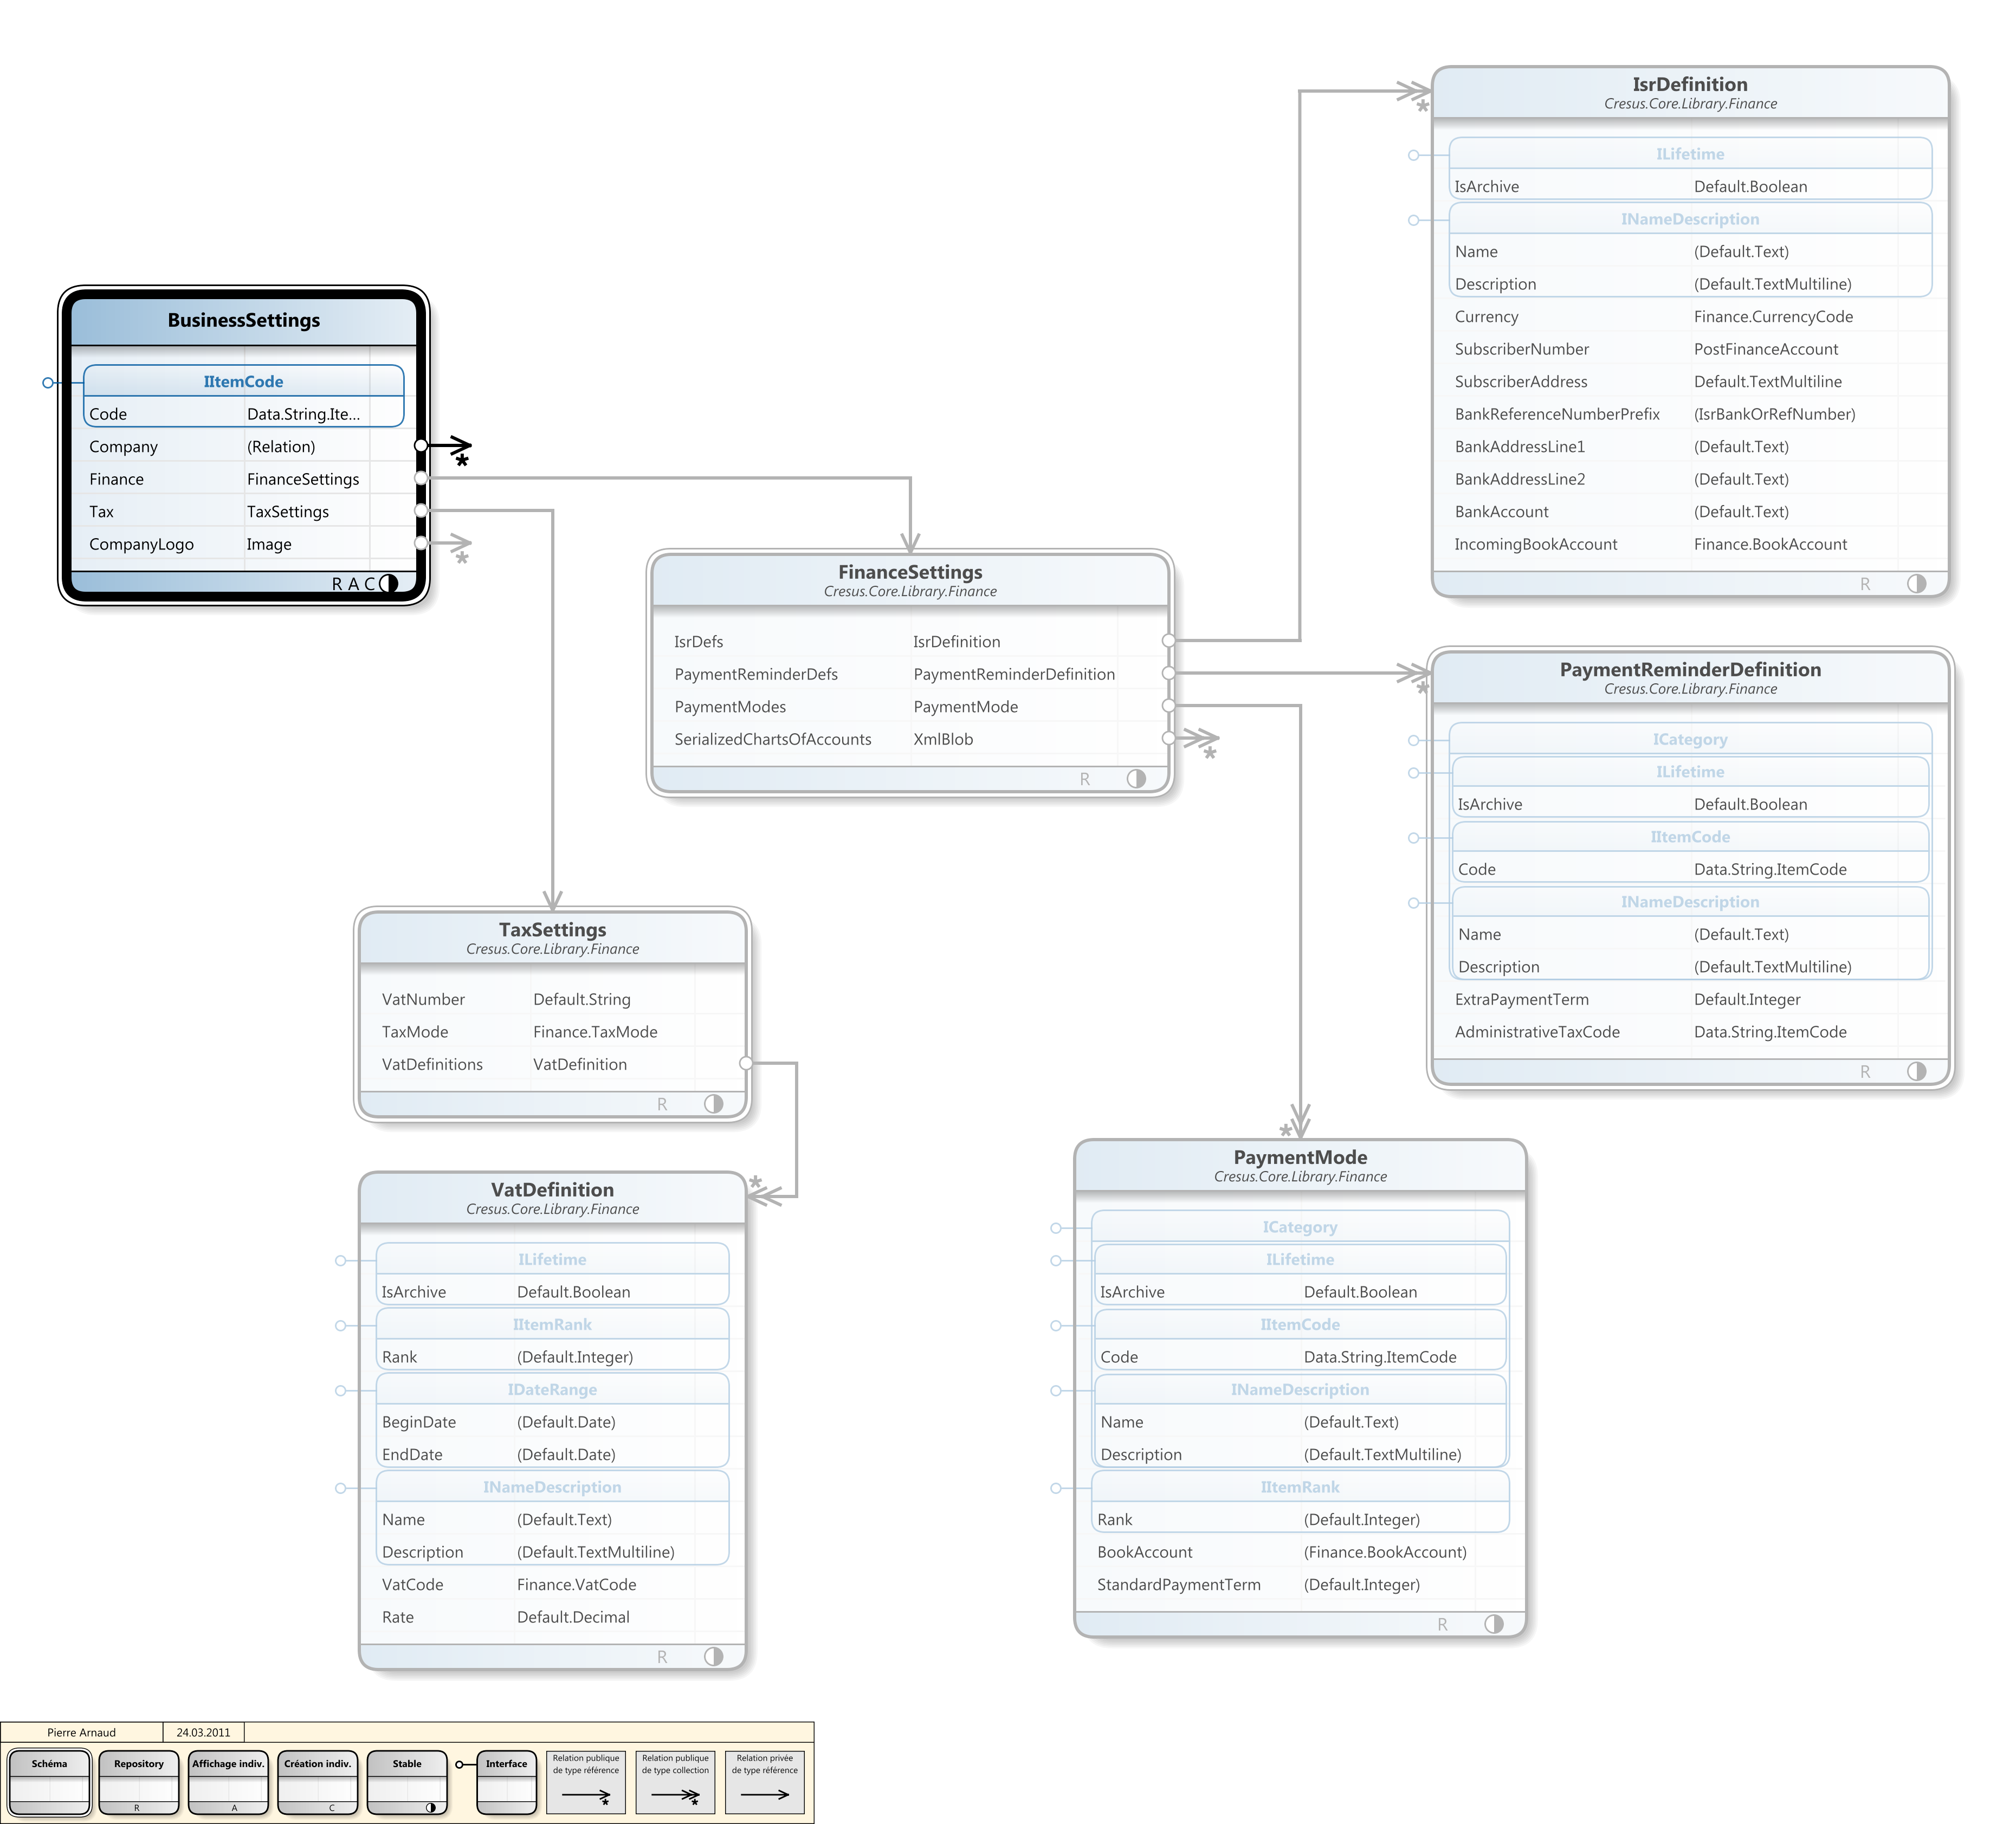 BusinessSettings
IItemCode
Code Data.String.Ite...
Company (Relation)
*
Finance FinanceSettings
Tax TaxSettings
CompanyLogo Image
*
R A C
FinanceSettings
Cresus.Core.Library.Finance
IsrDefs IsrDefinition
PaymentReminderDefs PaymentReminderDefinition
PaymentModes PaymentMode
SerializedChartsOfAccounts XmlBlob
*
R
IsrDefinition
Cresus.Core.Library.Finance
*
ILifetime
IsArchive Default.Boolean
INameDescription
Name (Default.Text)
Description (Default.TextMultiline)
Currency Finance.CurrencyCode
SubscriberNumber PostFinanceAccount
SubscriberAddress Default.TextMultiline
BankReferenceNumberPrefix (IsrBankOrRefNumber)
BankAddressLine1 (Default.Text)
BankAddressLine2 (Default.Text)
BankAccount (Default.Text)
IncomingBookAccount Finance.BookAccount
R
PaymentReminderDefinition
Cresus.Core.Library.Finance
*
ICategory
ILifetime
IsArchive Default.Boolean
IItemCode
Code Data.String.ItemCode
INameDescription
Name (Default.Text)
Description (Default.TextMultiline)
ExtraPaymentTerm Default.Integer
AdministrativeTaxCode Data.String.ItemCode
R
TaxSettings
Cresus.Core.Library.Finance
VatNumber Default.String
TaxMode Finance.TaxMode
VatDefinitions VatDefinition
R
*
VatDefinition
Cresus.Core.Library.Finance
ILifetime
IsArchive Default.Boolean
IItemRank
Rank (Default.Integer)
IDateRange
BeginDate (Default.Date)
EndDate (Default.Date)
INameDescription
Name (Default.Text)
Description (Default.TextMultiline)
VatCode Finance.VatCode
Rate Default.Decimal
R
*
PaymentMode
Cresus.Core.Library.Finance
ICategory
ILifetime
IsArchive Default.Boolean
IItemCode
Code Data.String.ItemCode
INameDescription
Name (Default.Text)
Description (Default.TextMultiline)
IItemRank
Rank (Default.Integer)
BookAccount (Finance.BookAccount)
StandardPaymentTerm (Default.Integer)
R
Pierre Arnaud 24.03.2011
Schéma
Repository
R
Affichage indiv.
A
Création indiv.
C
Stable
Interface
Relation publique
de type référence
*
Relation publique
de type collection
*
Relation privée
de type référence